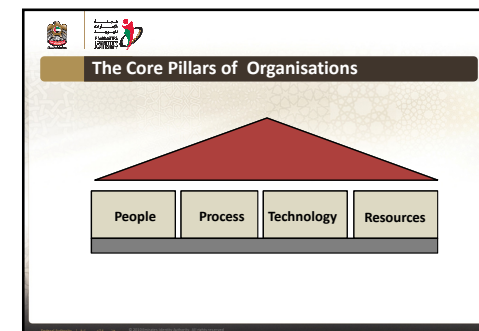 The Core Pillars of Organisations
People
Process
Technology
Resources